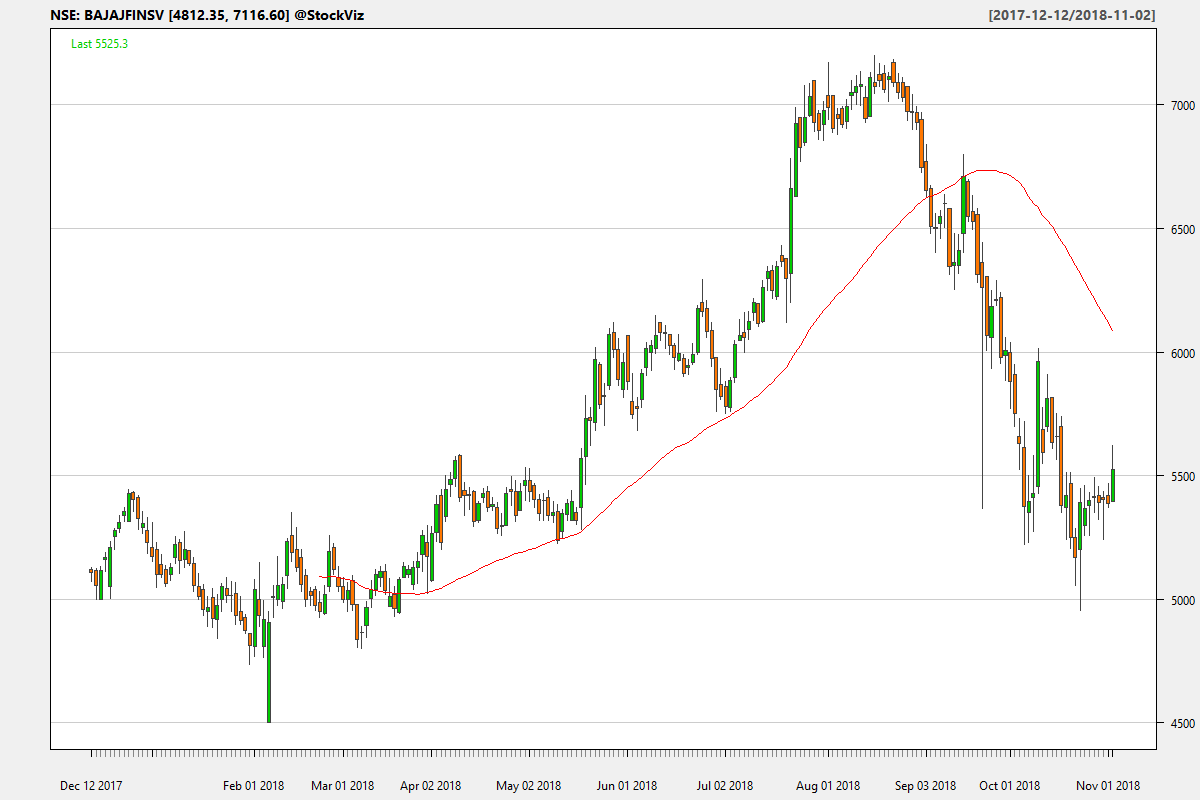 NSE: BAJAJFINSV [4812.35, 7116.60] @StockViz
[2017-12-12/2018-11-02]
Last 5525.3
7000
6500
6000
5500
5000
4500
Dec 12 2017
Feb 01 2018
Mar 01 2018
Apr 02 2018
May 02 2018
Jun 01 2018
Jul 02 2018
Aug 01 2018
Sep 03 2018
Oct 01 2018
Nov 01 2018